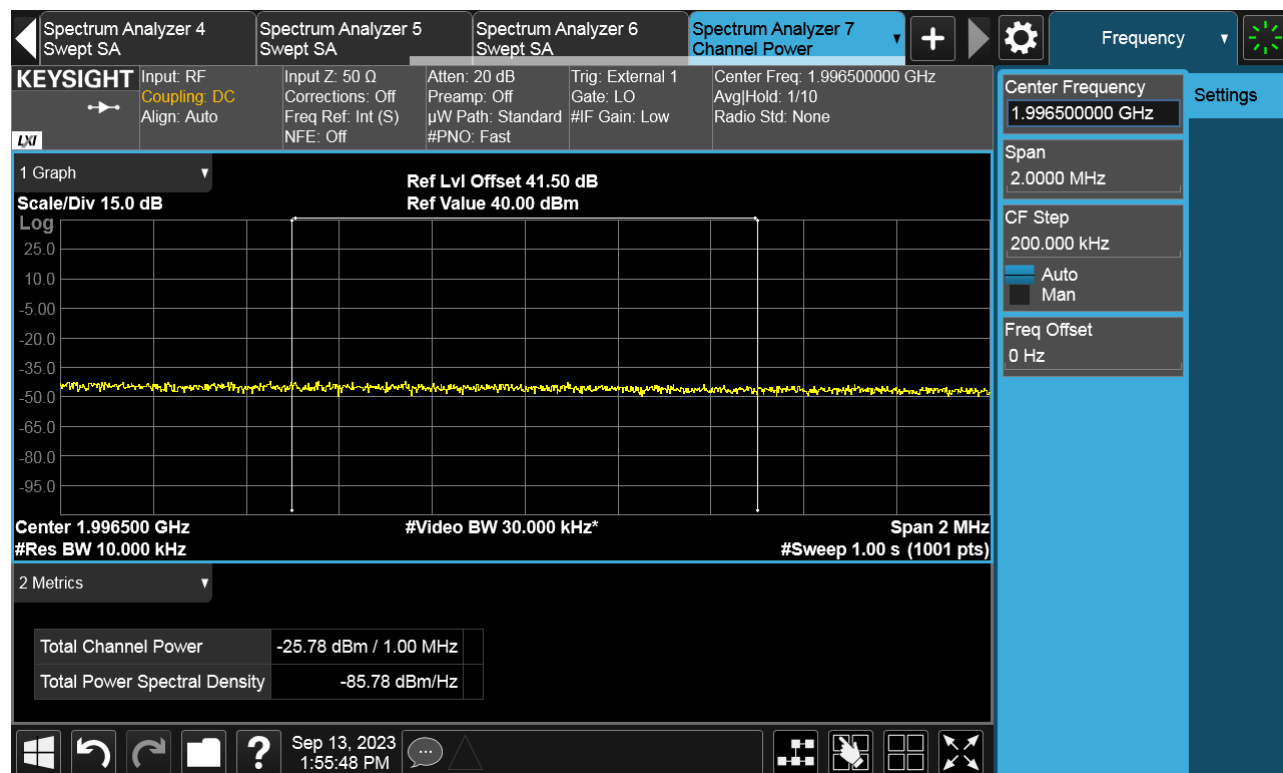 Spectrum Analyzer 4
Swept SA
Spectrum Analyzer 5
Swept SA
Spectrum Analyzer 6
Swept SA
Spectrum Analyzer 7
Channel Power
Frequency
KEYSIGHT
LXI
Input: RF
Coupling: DC
Align: Auto
Input Z: 50 Ω
Corrections: Off
Freq Ref: Int (S)
NFE: Off
Atten: 20 dB
Preamp: Off
µW Path: Standard
#PNO: Fast
Trig: External 1
Gate: LO
#IF Gain: Low
Center Freq: 1.996500000 GHz
Avg|Hold: 1/10
Radio Std: None
Center Frequency
1.996500000 GHz
Settings
Span
2.0000 MHz
CF Step
200.000 kHz
Auto
Man
Freq Offset
0 Hz
1 Graph
Scale/Div 15.0 dB
Ref Lvl Offset 41.50 dB
Ref Value 40.00 dBm
Log
25.0
10.0
-5.00
-20.0
-35.0
-50.0
-65.0
-80.0
-95.0
Center 1.996500 GHz
#Video BW 30.000 kHz*
Span 2 MHz
#Res BW 10.000 kHz
#Sweep 1.00 s (1001 pts)
2 Metrics
Total Channel Power -25.78 dBm / 1.00 MHz
Total Power Spectral Density -85.78 dBm/Hz
?
Sep 13, 2023
1:55:48 PM